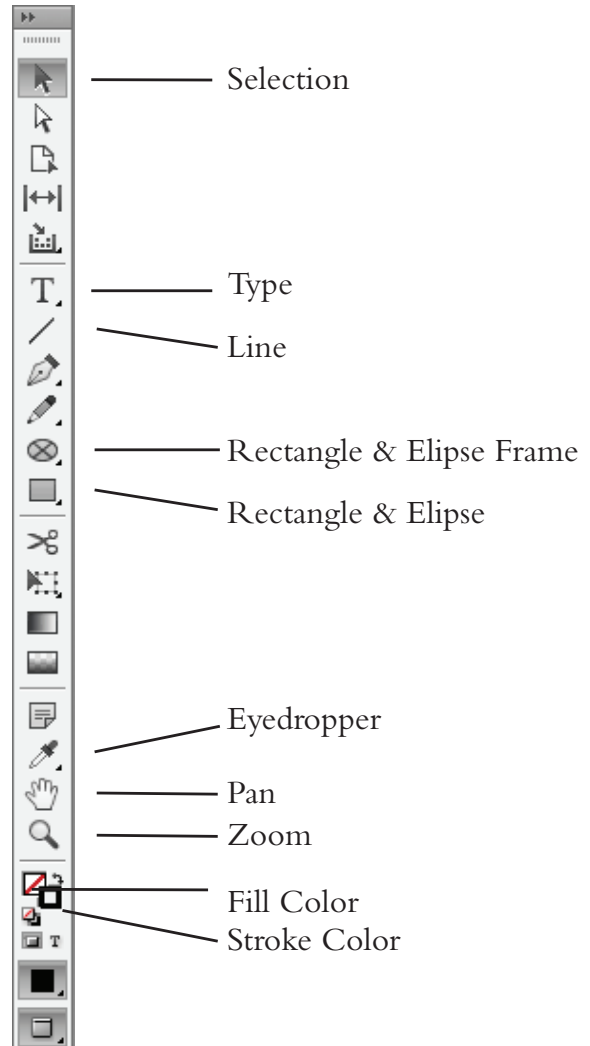 Selection
Type
Line
Rectangle & Elipse Frame
Rectangle & Elipse
Eyedropper
Pan
Zoom
Fill Color
Stroke Color